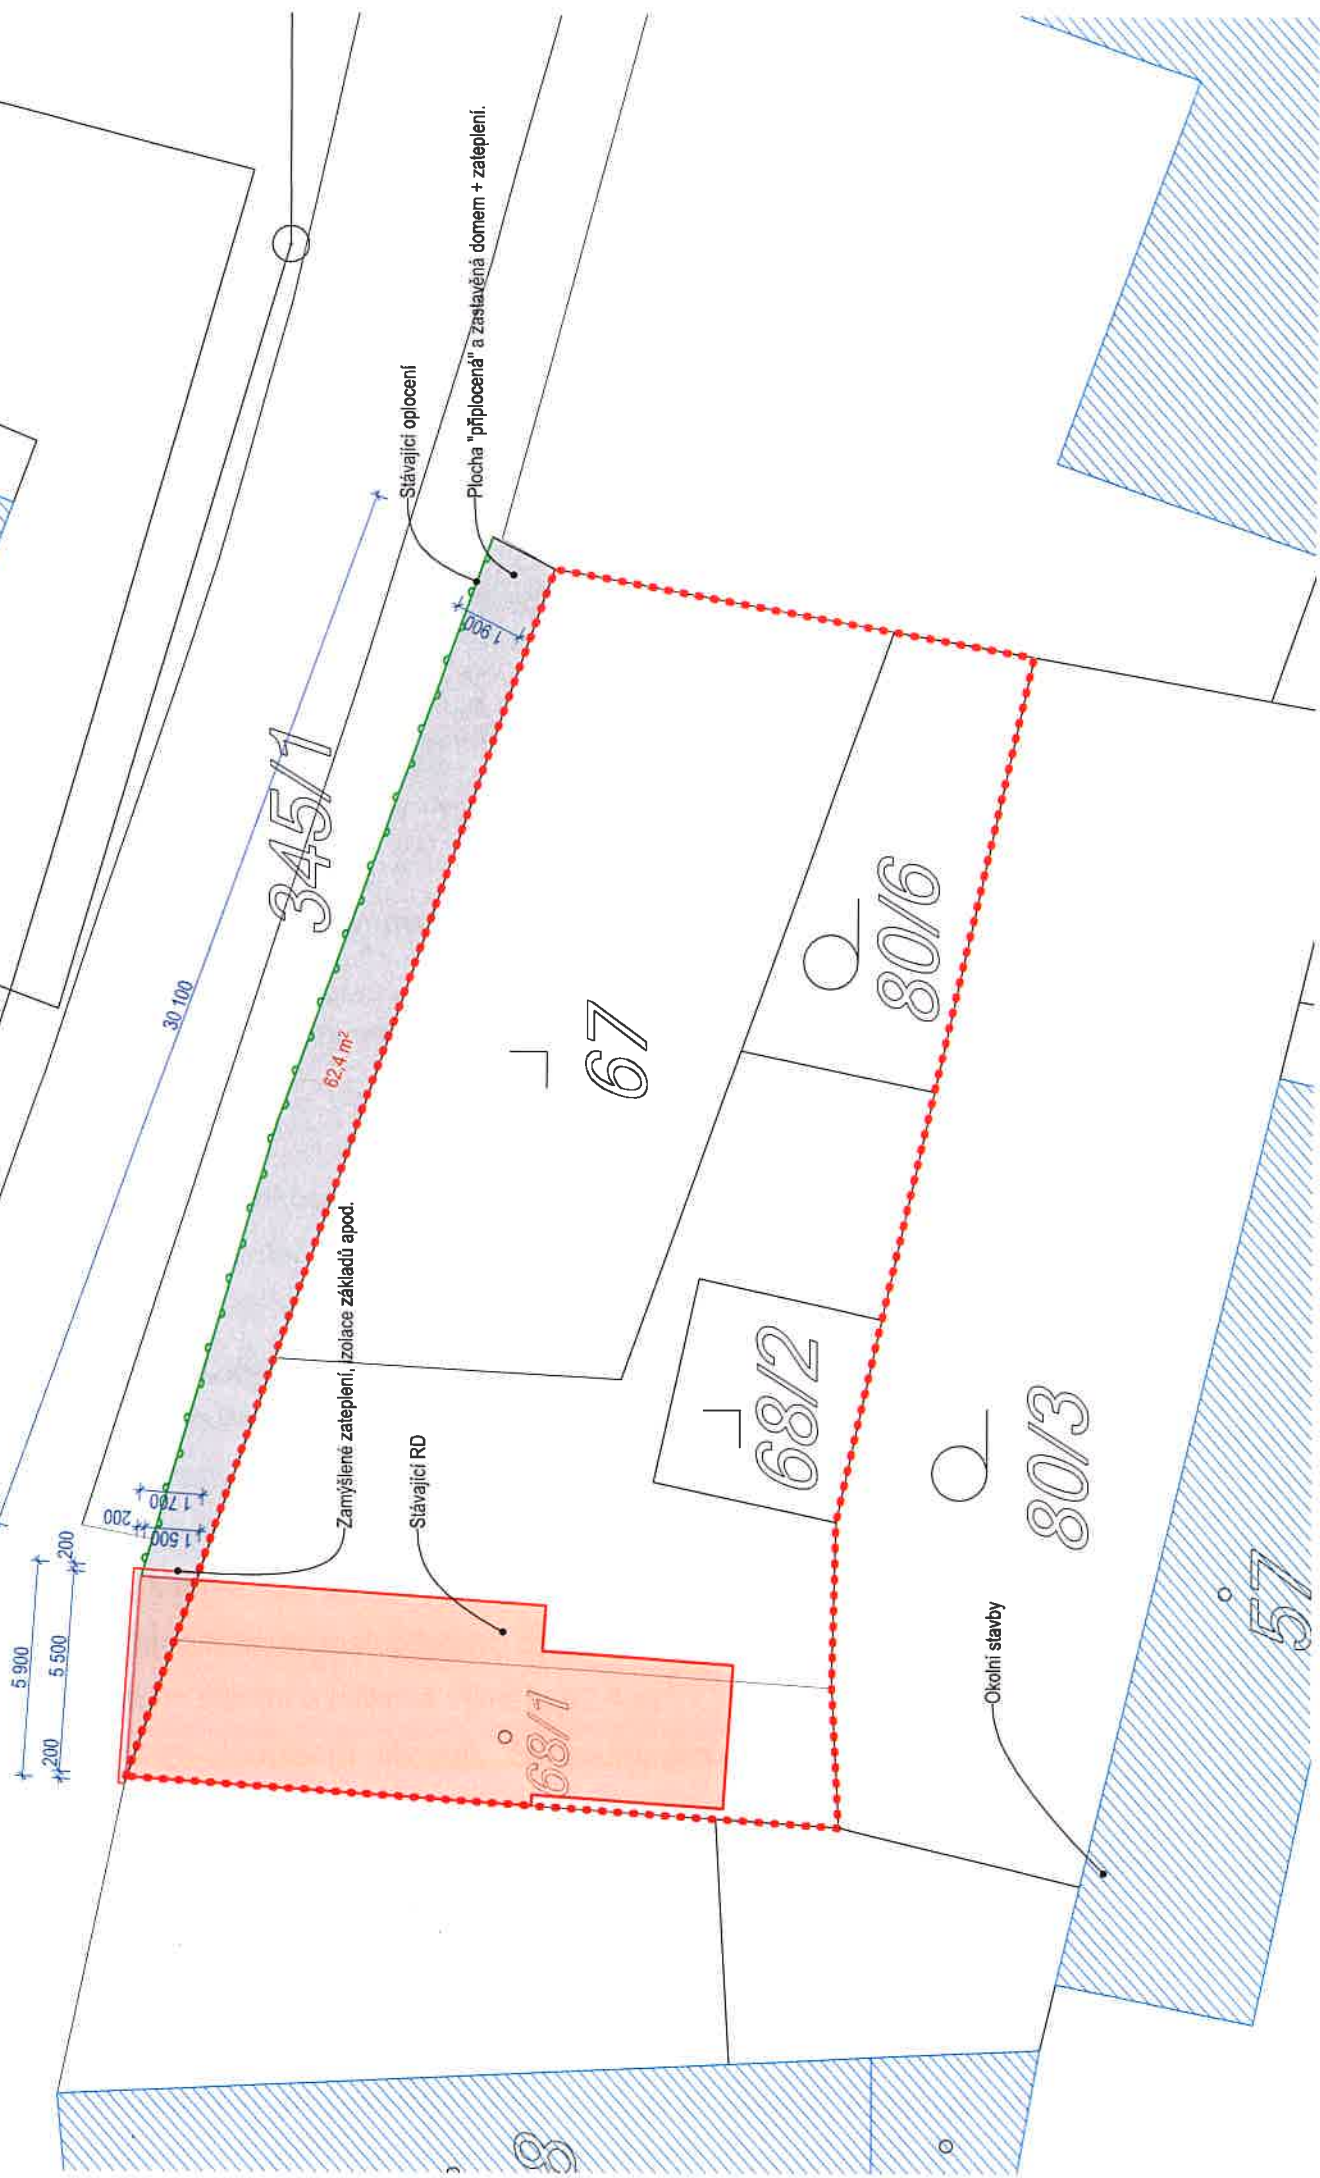 Stávající oplocení
Plocha "připlocená" a zastavěná domem + zateplení.
345/1
30 100
1 900
62,4 m²
67
80/6
Zamýšlené zateplení, izolace základů apod.
Stávající RD
1 700
200
1 500
200
5 900
5 500
200
68/2
68/1
80/3
Okolní stavby
57
8